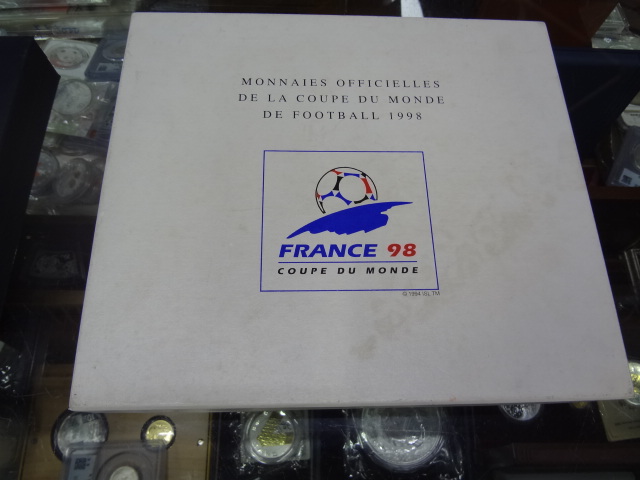 MONNAIES OFFICIELLES
DE LA COUPE DU MONDE
DE FOOTBALL 1998
FRANCE 98
COUPE DU MONDE